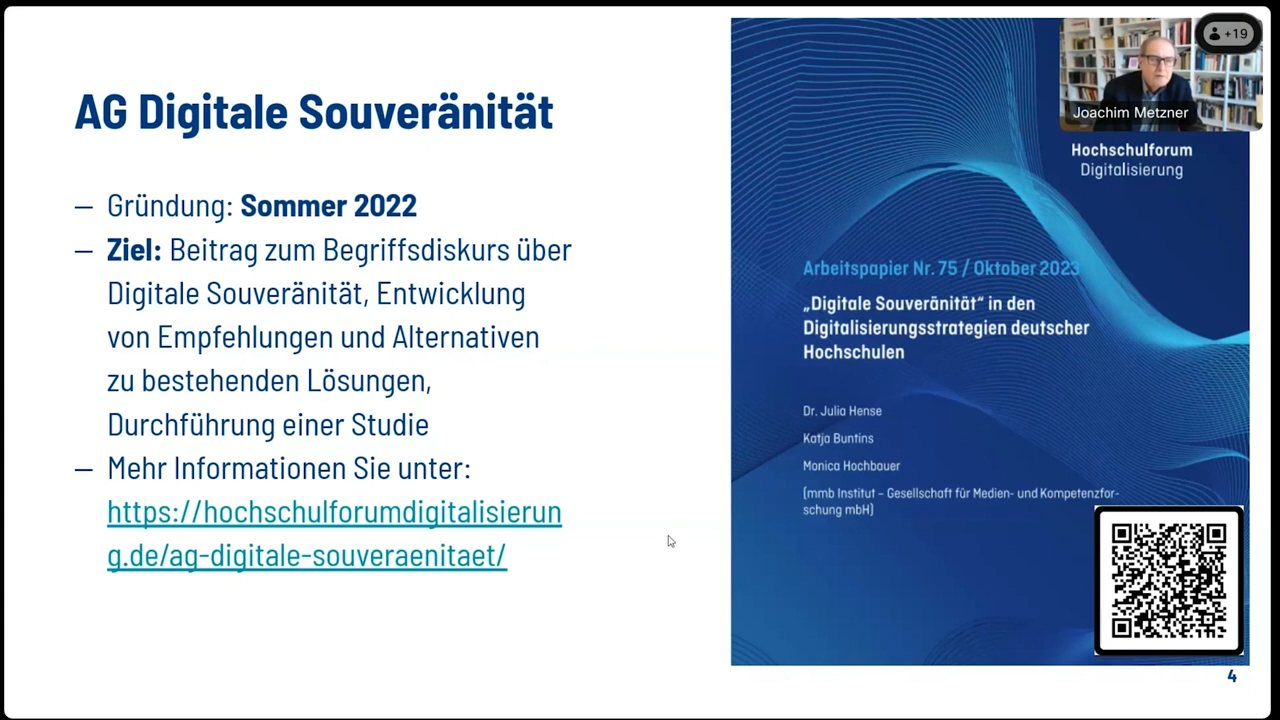 AG Digitale Souveränität
— Gründung: Sommer 2022
— Ziel: Beitrag zum Begriffsdiskurs über
Digitale Souveränität, Entwicklung
von Empfehlungen und Alternativen
zu bestehenden Lösungen,
Durchführung einer Studie
— Mehr Informationen Sie unter:
https://hochschulforumdigitalisierun
g.de/ag-digitale-souveraenitaet/
+19
Joachim Metzner
Hochschulforum
Digitalisierung
Arbeitspapier Nr. 75 / Oktober 2023
„Digitale Souveränität“ in den
Digitalisierungsstrategien deutscher
Hochschulen
Dr. Julia Hense
Katja Buntins
Monica Hochbauer
(mmb Institut – Gesellschaft für Medien- und Kompetenzfor-
schung mbH)
4